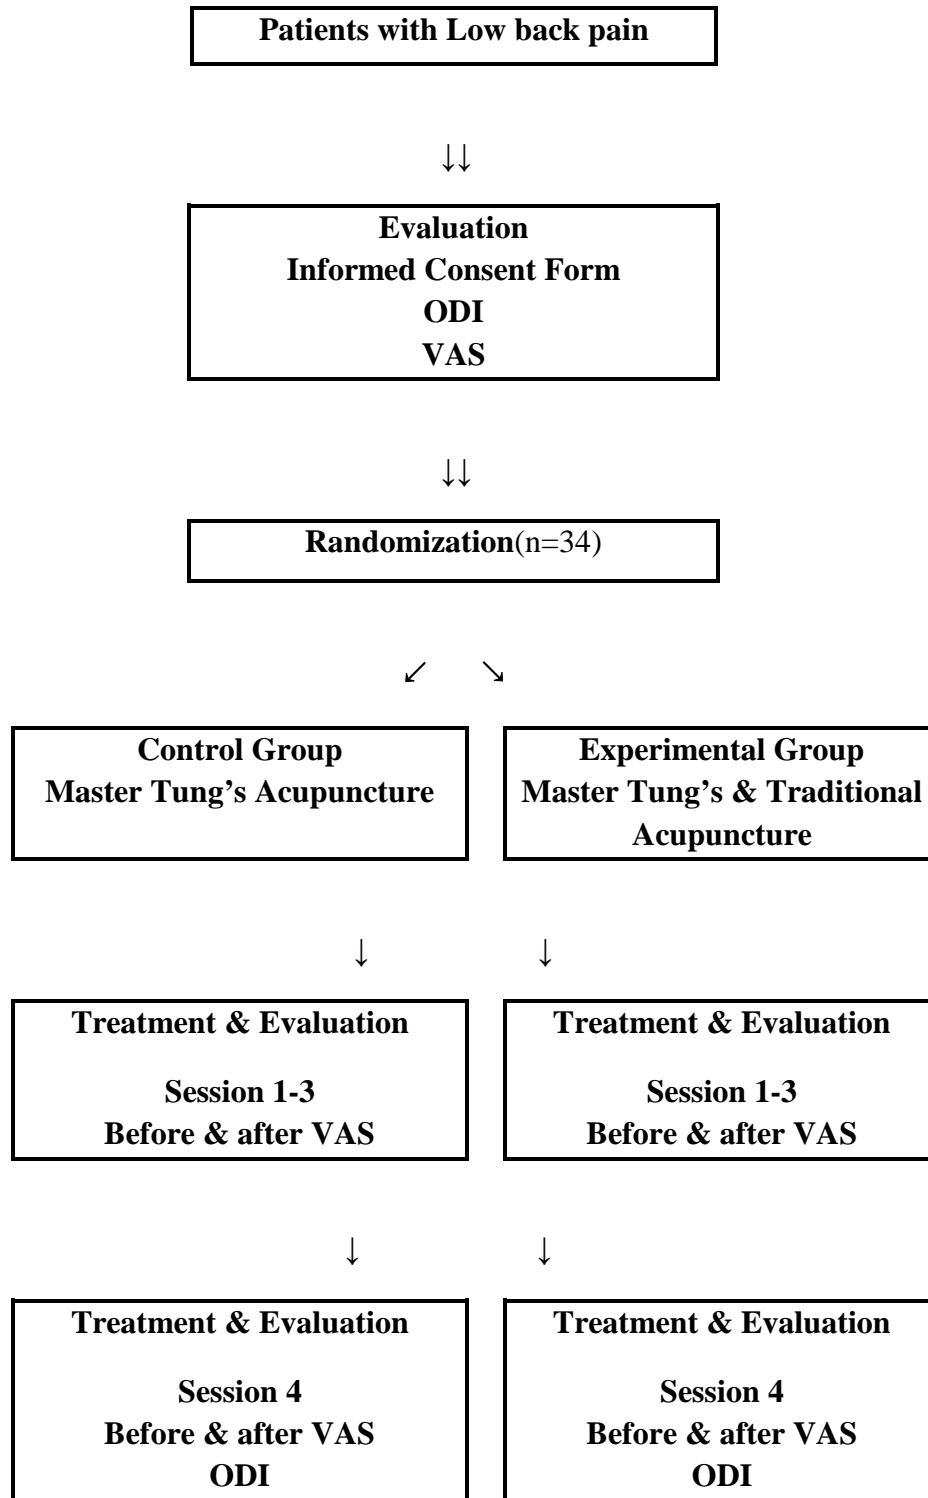 Patients with Low back pain
↓↓
Evaluation
Informed Consent Form
ODI
VAS
↓↓
Randomization(n=34)
↙ ↘
Control Group
Master Tung’s Acupuncture
Experimental Group
Master Tung’s & Traditional
Acupuncture
↓ ↓
Treatment & Evaluation
Session 1-3
Before & after VAS
Treatment & Evaluation
Session 1-3
Before & after VAS
↓ ↓
Treatment & Evaluation
Session 4
Before & after VAS
ODI
Treatment & Evaluation
Session 4
Before & after VAS
ODI